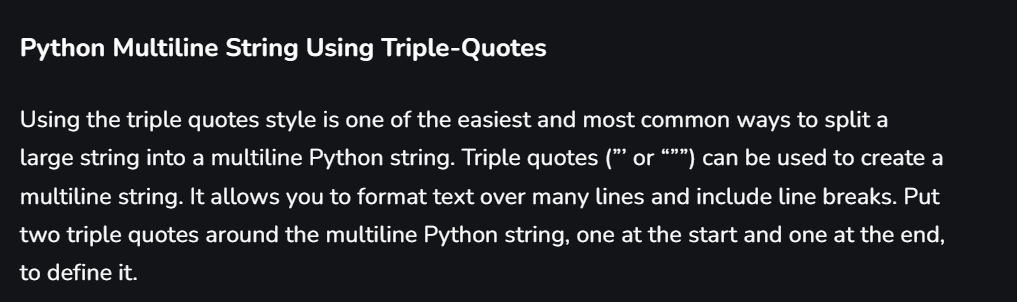 Python Multiline String Using Triple-Quotes
Using the triple quotes style is one of the easiest and most common ways to split a
large string into a multiline Python string. Triple quotes (”’ or “””) can be used to create a
multiline string. It allows you to format text over many lines and include line breaks. Put
two triple quotes around the multiline Python string, one at the start and one at the end,
to define it.